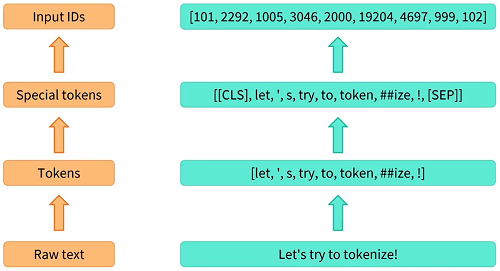 Input IDs
[101, 2292, 1005, 3046, 2000, 19204, 4697, 999, 102]
Special tokens
[[CLS], let, ', s, try, to, token, ##ize, !, [SEP]]
Tokens
[let, ', s, try, to, token, ##ize, !]
Raw text
Let's try to tokenize!